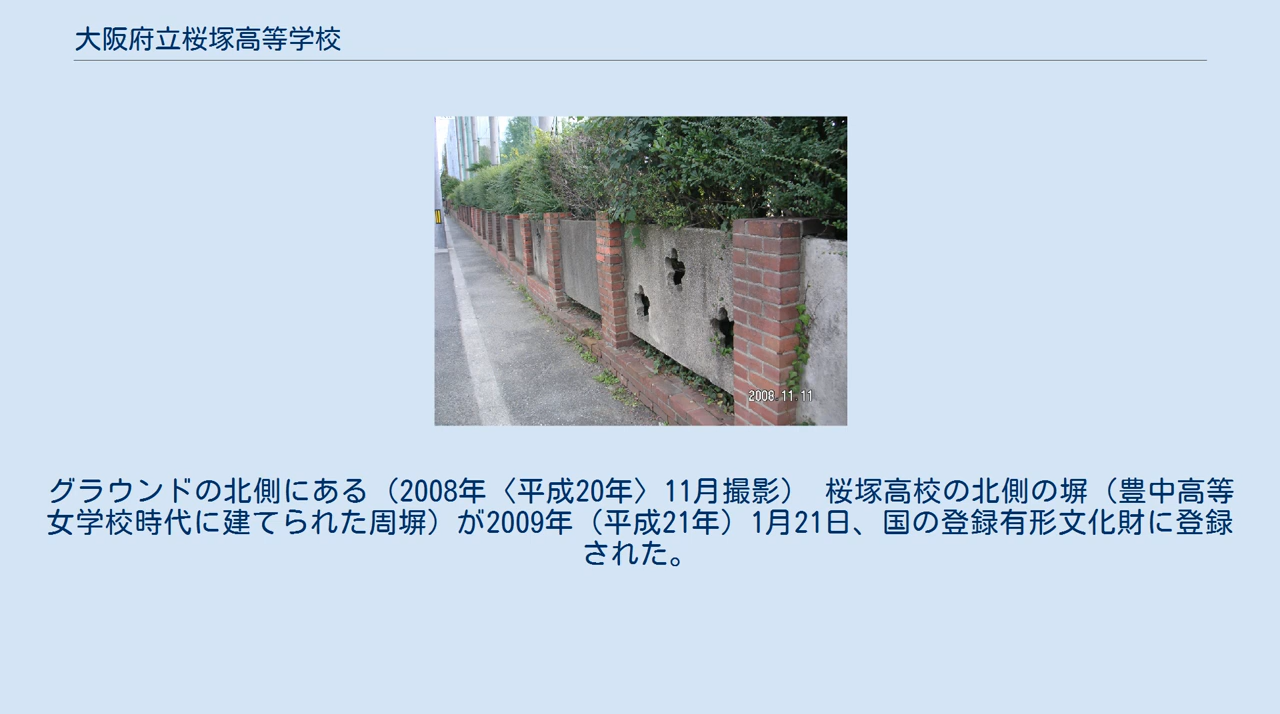 大阪府立桜塚高等学校
2008.11.11
グラウンドの北側にある（2008年〈平成20年〉11月撮影） 桜塚高校の北側の塀（豊中高等
女学校時代に建てられた周塀）が2009年（平成21年）1月21日、国の登録有形文化財に登録
された。